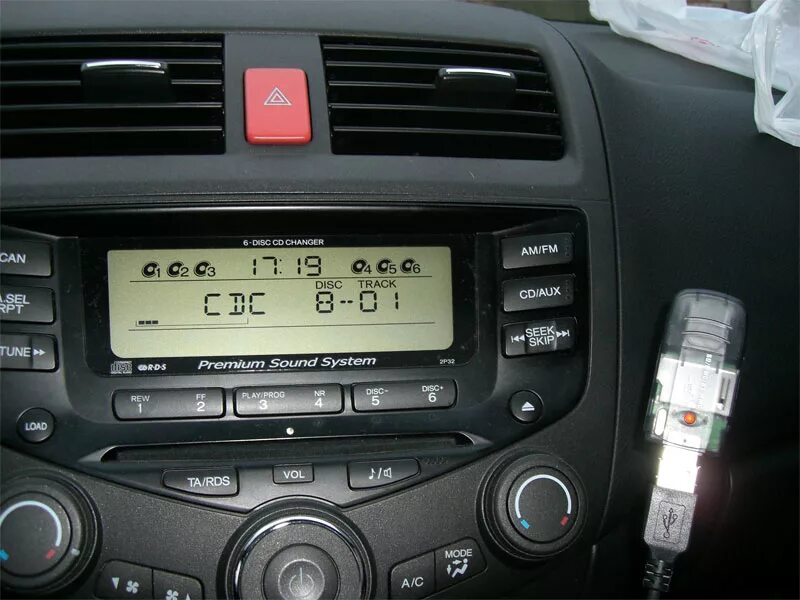 6-DISC CD CHANGER
1 2 3 17:19 4 5 6
DISC TRACK
CDC 8--01
RDS Premium Sound System 2P32
SCAN
A.SEL
RPT
TUNE
AM/FM
CD/AUX
SEEK
SKIP
REW FF PLAY/PROG NR DISC- DISC+
1 2 3 4 5 6
LOAD
TA/RDS VOL
MODE
A/C